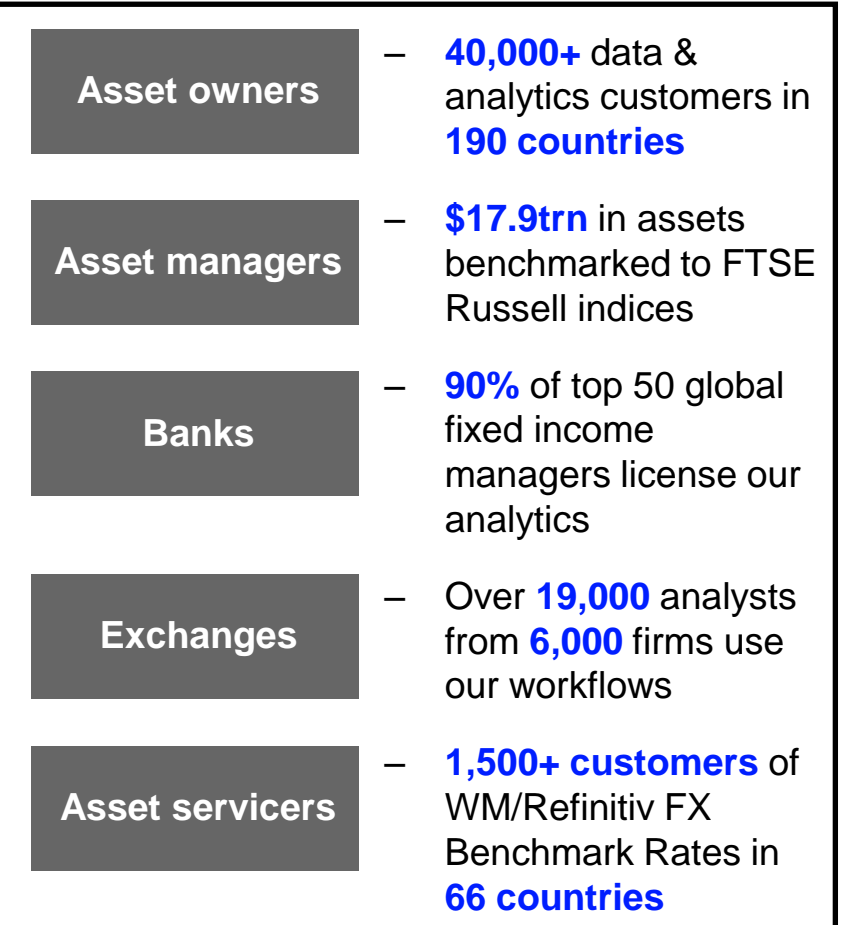 Asset owners
– 40,000+ data &
analytics customers in
190 countries
Asset managers
– $17.9trn in assets
benchmarked to FTSE
Russell indices
Banks
– 90% of top 50 global
fixed income
managers license our
analytics
Exchanges
– Over 19,000 analysts
from 6,000 firms use
our workflows
Asset servicers
– 1,500+ customers of
WM/Refinitiv FX
Benchmark Rates in
66 countries